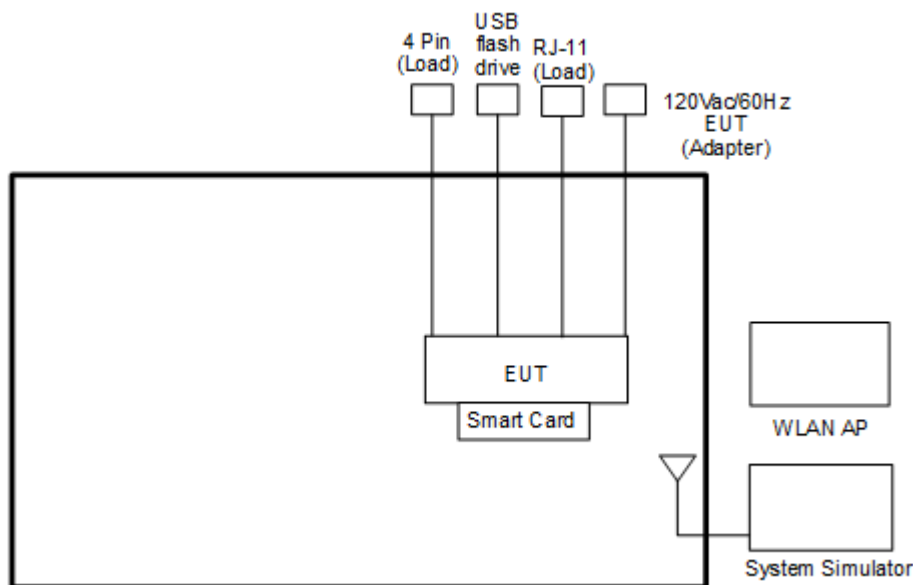 4 Pin
(Load)
USB
flash
drive
RJ-11
(Load)
120Vac/60Hz
EUT
(Adapter)
EUT
Smart Card
WLAN AP
System Simulator